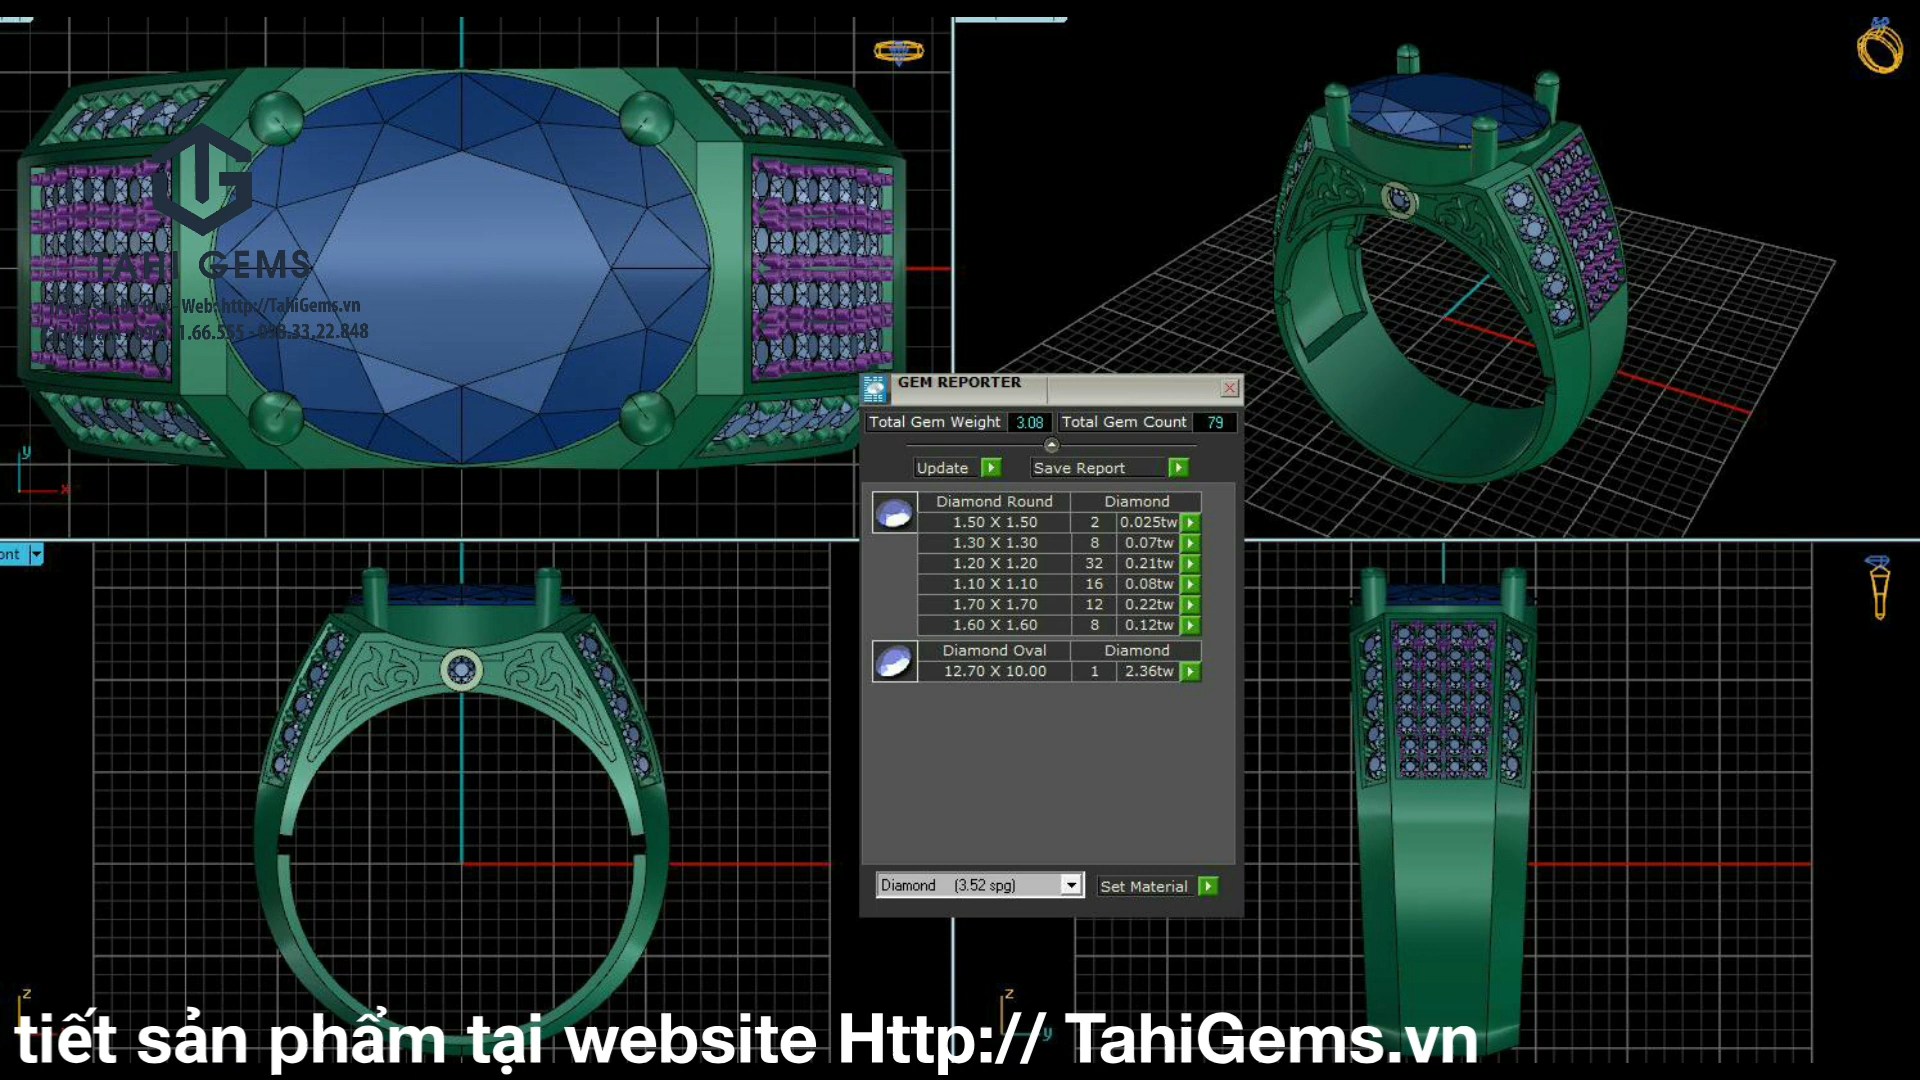 TAHI GEMS
Web: http://TahiGems.vn
098.33.22.848
GEM REPORTER
Total Gem Weight 3.08 Total Gem Count 79
Update Save Report
Diamond Round Diamond
1.50 X 1.50 2 0.025tw
1.30 X 1.30 8 0.07tw
1.20 X 1.20 32 0.21tw
1.10 X 1.10 16 0.08tw
1.70 X 1.70 12 0.22tw
1.60 X 1.60 8 0.12tw
Diamond Oval Diamond
12.70 X 10.00 1 2.36tw
Diamond (3.52 spg) Set Material
y
x
z
z
y
tiết sản phẩm tại website Http:// TahiGems.vn